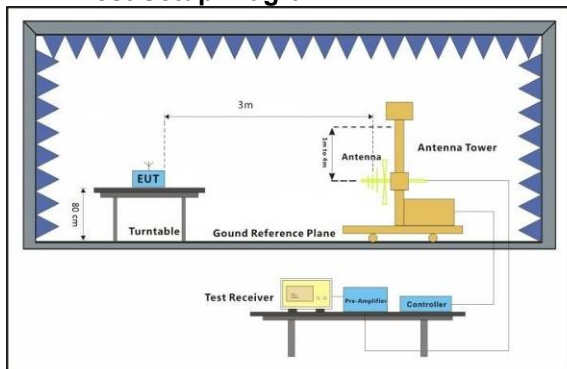 3m
1m to 4m
Antenna
Antenna Tower
EUT
80 cm
Turntable
Gound Reference Plane
Test Receiver
Pre-Amplifier
Controller